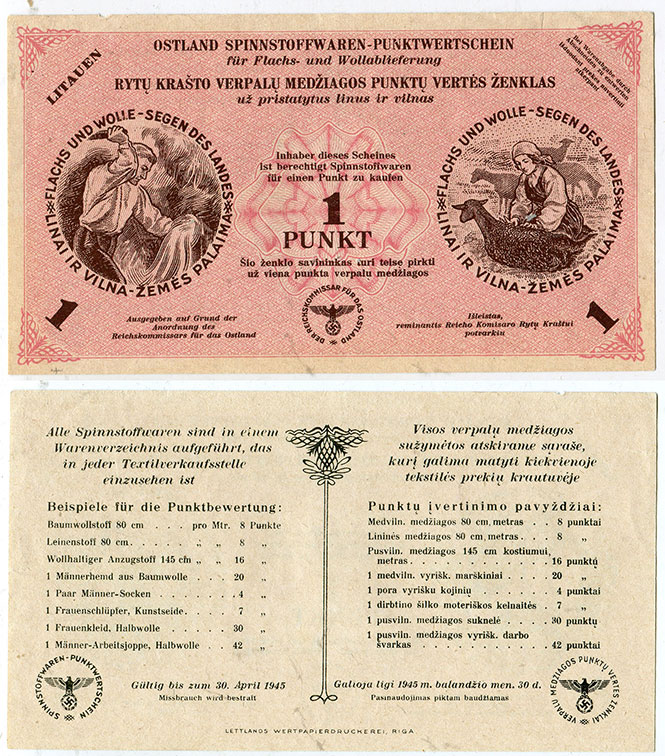 OSTLAND SPINNSTOFFWAREN-PUNKTWERTSCHEIN
für Flachs- und Wollablieferung
RYTŲ KRAŠTO VERPALŲ MEDŽIAGOS PUNKTŲ VERTĖS ŽENKLAS
už pristatytus linus ir vilnas
LITAUEN
Bei Warenabgabe durch
Abschneiden zu entwerten
FLACHS UND WOLLE-SEGEN DES LANDES
LINAI IR VILNA-ŽEMĖS PALAIMA
Inhaber dieses Scheines
ist berechtigt Spinnstoffwaren
für einen Punkt zu kaufen
1
PUNKT
Šio ženklo savininkas turi teisę pirkti
už viena punkta verpalų medžiagos
FLACHS UND WOLLE-SEGEN DES LANDES
LINAI IR VILNA-ŽEMĖS PALAIMA
1
Ausgegeben auf Grund der
Anordnung des
Reichskommissars für das Ostland
DER REICHSKOMMISSAR FÜR DAS OSTLAND
Išleistas,
reminantis Reicho Komisaro Rytų Kraštui
potvarkiu
1
Alle Spinnstoffwaren sind in einem
Warenverzeichnis aufgeführt, das
in jeder Textilverkaufsstelle
einzusehen ist
Beispiele für die Punktbewertung:
Baumwollstoff 80 cm . . . . pro Mtr. 8 Punkte
Leinenstoff 80 cm. . . . . . „ „ 8 „
Wollhaltiger Anzugstoff 145 cm „ „ 16 „
1 Männerhemd aus Baumwolle . . . . 20 „
1 Paar Männer-Socken . . . . . . . 4 „
1 Frauenschlüpfer, Kunstseide . . . . 7 „
1 Frauenkleid, Halbwolle . . . . . . 30 „
1 Männer-Arbeitsjoppe, Halbwolle . . 42 „
Gültig bis zum 30. April 1945
Missbrauch wird bestraft
SPINNSTOFFWAREN-PUNKTWERTSCHEIN
Visos verpalų medžiagos
sužymėtos atskirame sąraše,
kurį galima matyti kiekvienoje
tekstilės prekių krautuvėje
Punktų įvertinimo pavyzdžiai:
Medviln. medžiagos 80 cm, metras . . 8 punktai
Lininės medžiagos 80 cm, metras . . . 8 „
Pusviln. medžiagos 145 cm kostiumui,
metras . . . . . . . . . . . . . 16 punktų
1 medviln. vyrišk. marškiniai . . . . 20 „
1 pora vyrišku kojinių . . . . . . . 4 punktai
1 dirbtino šilko moteriškos kelnaitės . . 7 „
1 pusviln. medžiagos suknelė . . . . 30 punktų
1 pusviln. medžiagos vyrišk. darbo
švarkas . . . . . . . . . . . . . 42 punktai
Galioja ligi 1945 m. balandžio men. 30 d.
Pasinaudojimas piktam baudžiamas
VERPALŲ MEDŽIAGOS PUNKTŲ VERTĖS ŽENKLAI
LETTLANDS WERTPAPIERDRUCKEREI, RIGA